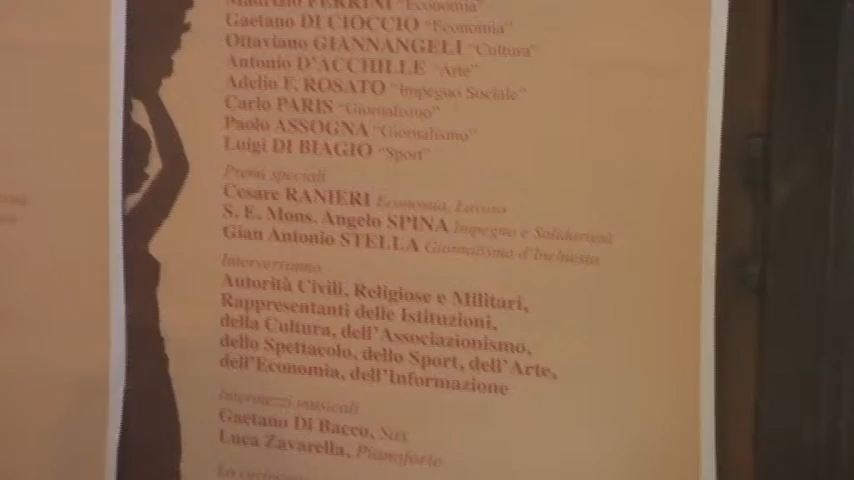 Maurizio FERRINI "Economia"
Gaetano DI CIOCCIO "Economia"
Ottaviano GIANNANGELI "Cultura"
Antonio D'ACCHILLE "Arte"
Adelio F. ROSATO "Impegno Sociale"
Carlo PARIS "Giornalismo"
Paolo ASSOGNA "Giornalismo"
Luigi DI BIAGIO "Sport"
Premi speciali
Cesare RANIERI Economia, Lavoro
S. E. Mons. Angelo SPINA Impegno e Solidarietà
Gian Antonio STELLA Giornalismo d'Inchiesta
Interverranno
Autorità Civili, Religiose e Militari,
Rappresentanti delle Istituzioni,
della Cultura, dell'Associazionismo,
dello Spettacolo, dello Sport, dell'Arte,
dell'Economia, dell'Informazione
Intermezzi musicali
Gaetano Di Bacco, Sax
Luca Zavarella, Pianoforte